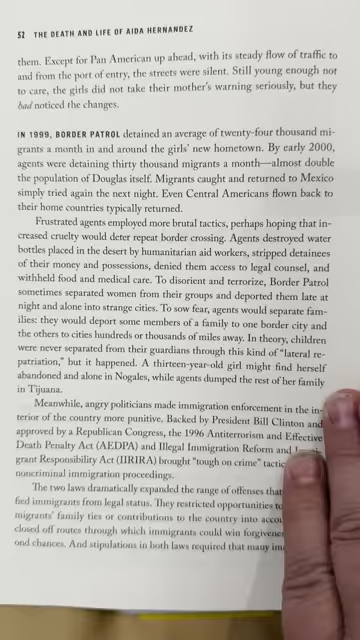 52 THE DEATH AND LIFE OF AIDA HERNANDEZ
them. Except for Pan American up ahead, with its steady flow of traffic to
and from the port of entry, the streets were silent. Still young enough not
to care, the girls did not take their mother's warning seriously, but they
had noticed the changes.
IN 1999, BORDER PATROL detained an average of twenty-four thousand mi-
grants a month in and around the girls' new hometown. By early 2000,
agents were detaining thirty thousand migrants a month—almost double
the population of Douglas itself. Migrants caught and returned to Mexico
simply tried again the next night. Even Central Americans flown back to
their home countries typically returned.
Frustrated agents employed more brutal tactics, perhaps hoping that in-
creased cruelty would deter repeat border crossing. Agents destroyed water
bottles placed in the desert by humanitarian aid workers, stripped detainees
of their money and possessions, denied them access to legal counsel, and
withheld food and medical care. To disorient and terrorize, Border Patrol
sometimes separated women from their groups and deported them late at
night and alone into strange cities. To sow fear, agents would separate fam-
ilies: they would deport some members of a family to one border city and
the others to cities hundreds or thousands of miles away. In theory, children
were never separated from their guardians through this kind of "lateral re-
patriation," but it happened. A thirteen-year-old girl might find herself
abandoned and alone in Nogales, while agents dumped the rest of her family
in Tijuana.
Meanwhile, angry politicians made immigration enforcement in the in-
terior of the country more punitive. Backed by President Bill Clinton and
approved by a Republican Congress, the 1996 Antiterrorism and Effective
Death Penalty Act (AEDPA) and Illegal Immigration Reform and
grant Responsibility Act (IIRIRA) brought "tough on crime"
noncriminal immigration proceedings.
The two laws dramatically expanded the range of offenses that
fied immigrants from legal status. They restricted opportunities
migrants' family ties or contributions to the country into
closed off routes through which immigrants could win
ond chances. And stipulations in both laws required that many